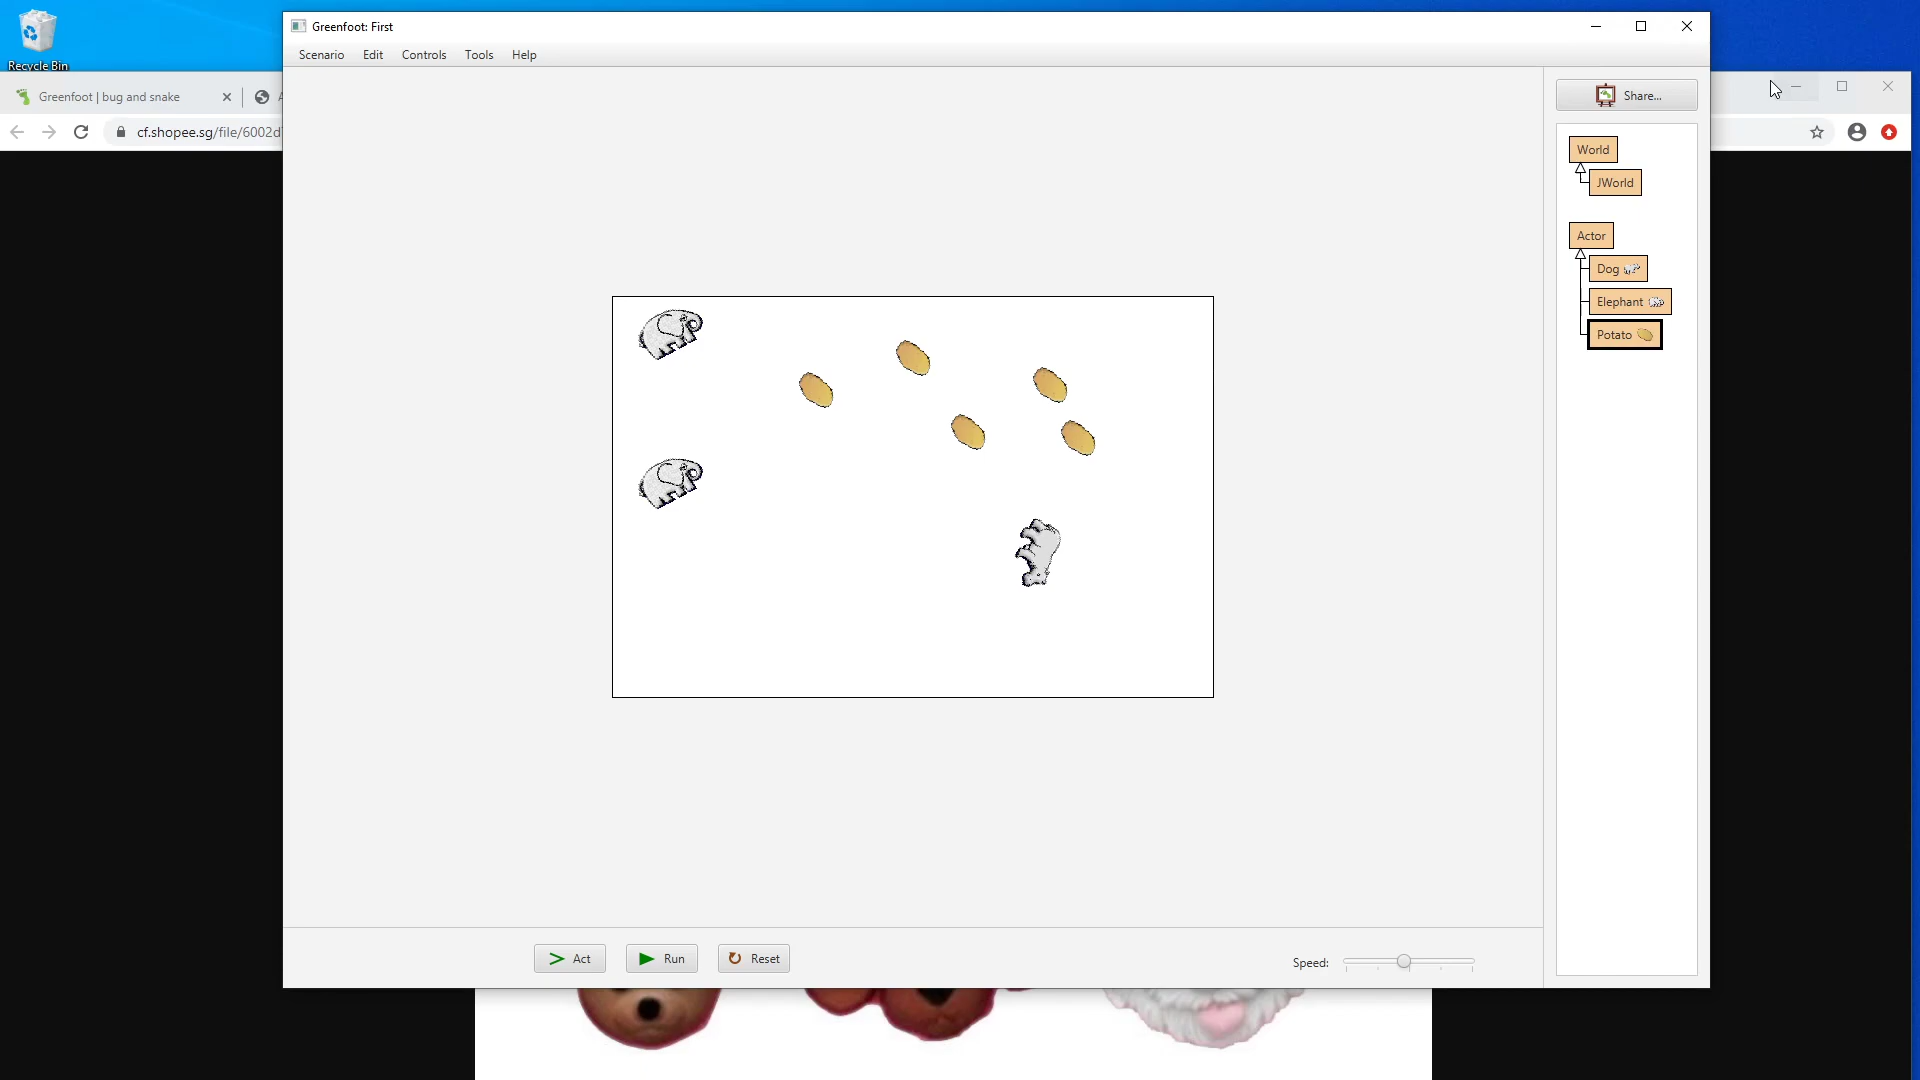 Recycle Bin
Greenfoot: First
Scenario Edit Controls Tools Help
Greenfoot | bug and snake
cf.shopee.sg/file/6002d
Share...
World
JWorld
Actor
Dog
Elephant
Potato
Act
Run
Reset
Speed: